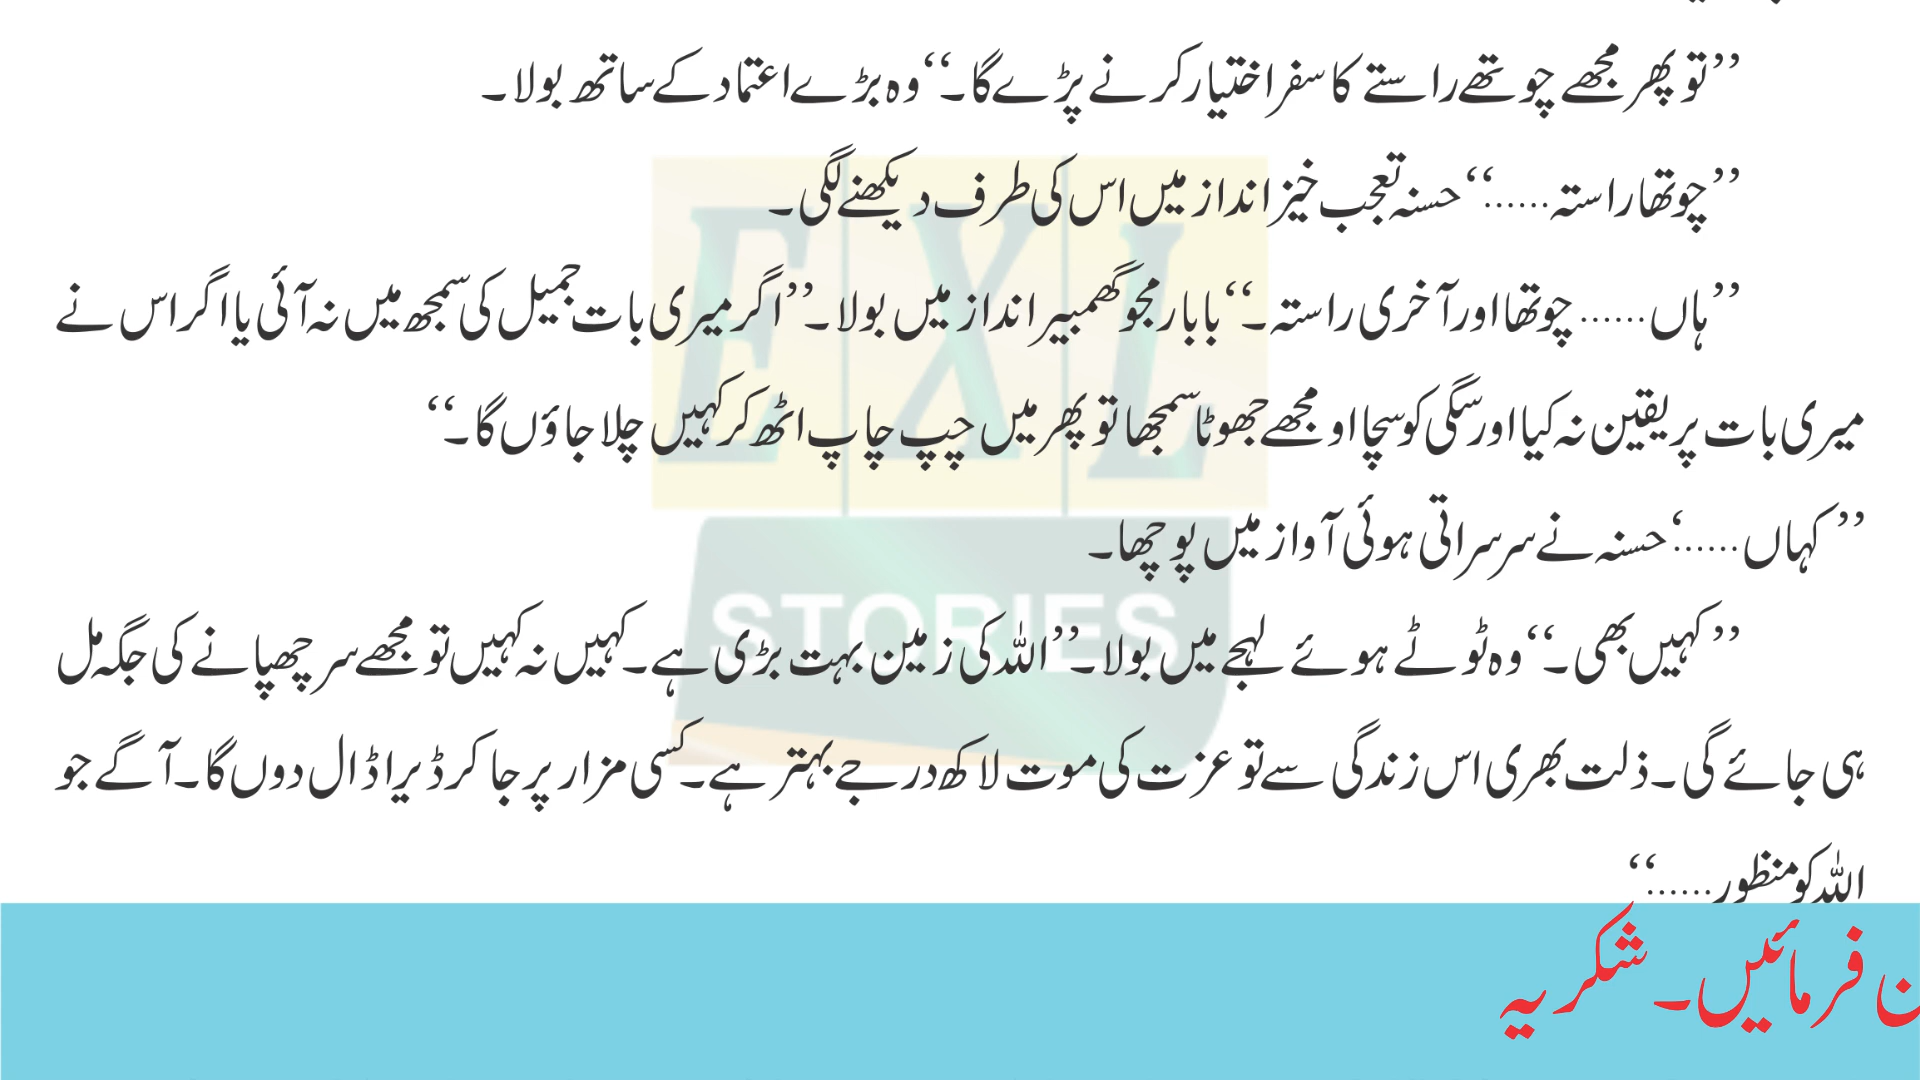 ’’تو پھر مجھے چوتھے راستے کا سفر اختیار کرنے پڑے گا۔‘‘ وہ بڑے اعتماد کے ساتھ بولا۔
’’چوتھا راستہ......‘‘ حسنہ تعجب خیز انداز میں اس کی طرف دیکھنے لگی۔
’’ہاں...... چوتھا اور آخری راستہ۔‘‘ بابا رمجو گھمبیر انداز میں بولا۔ ’’اگر میری بات جمیل کی سمجھ میں نہ آئی یا اگر اس نے
میری بات پر یقین نہ کیا اور سگی کو سچا او مجھے جھوٹا سمجھا تو پھر میں چپ چاپ اٹھ کر کہیں چلا جاؤں گا۔‘‘
’’کہاں......‘ حسنہ نے سرسراتی ہوئی آواز میں پوچھا۔
’’کہیں بھی۔‘‘ وہ ٹوٹے ہوئے لہجے میں بولا۔ ’’اللہ کی زمین بہت بڑی ہے۔ کہیں نہ کہیں تو مجھے سر چھپانے کی جگہ مل
ہی جائے گی۔ ذلت بھری اس زندگی سے تو عزت کی موت لاکھ درجے بہتر ہے۔ کسی مزار پر جا کر ڈیرا ڈال دوں گا۔ آگے جو
اللہ کو منظور......‘‘
EXL
STORIES
ن فرمائیں۔ شکریہ